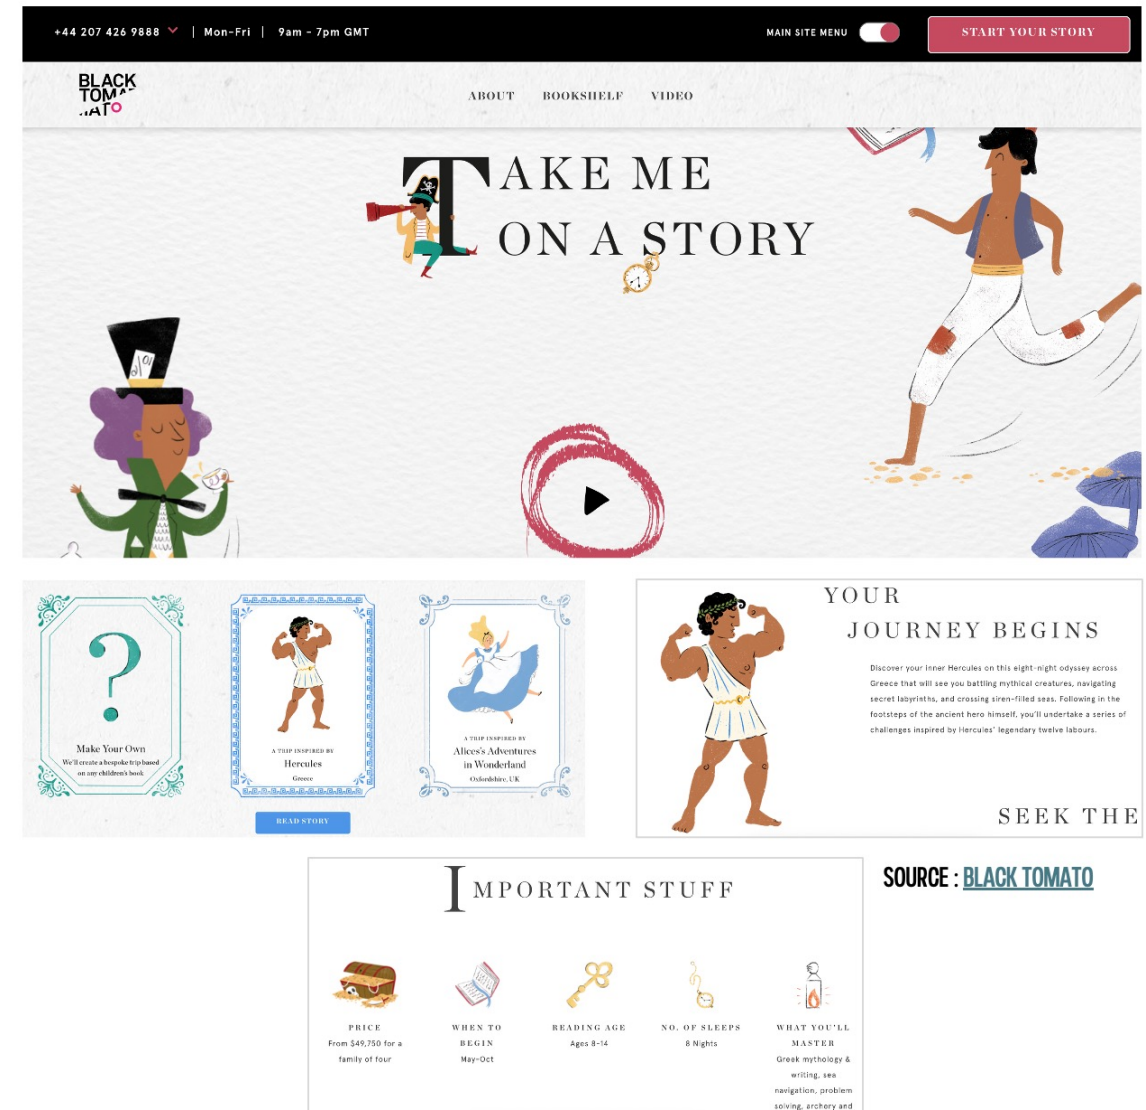 +44 207 426 9888 | Mon-Fri | 9am - 7pm GMT
MAIN SITE MENU
START YOUR STORY
BLACK
TOMA
ATO
ABOUT BOOKSHELF VIDEO
TAKE ME
ON A STORY
Make Your Own
We'll create a bespoke trip based
on any children's book
A TRIP INSPIRED BY
Hercules
Greece
READ STORY
A TRIP INSPIRED BY
Alices's Adventures
in Wonderland
Oxfordshire, UK
YOUR
JOURNEY BEGINS
Discover your inner Hercules on this eight-night odyssey across
Greece that will see you battling mythical creatures, navigating
secret labyrinths, and crossing siren-filled seas. Following in the
footsteps of the ancient hero himself, you'll undertake a series of
challenges inspired by Hercules' legendary twelve labours.
SEEK THE
SOURCE : BLACK TOMATO
IMPORTANT STUFF
PRICE
From $49,750 for a
family of four
WHEN TO
BEGIN
May-Oct
READING AGE
Ages 8-14
NO. OF SLEEPS
8 Nights
WHAT YOU'LL
MASTER
Greek mythology &
writing, sea
navigation, problem
solving, archery and